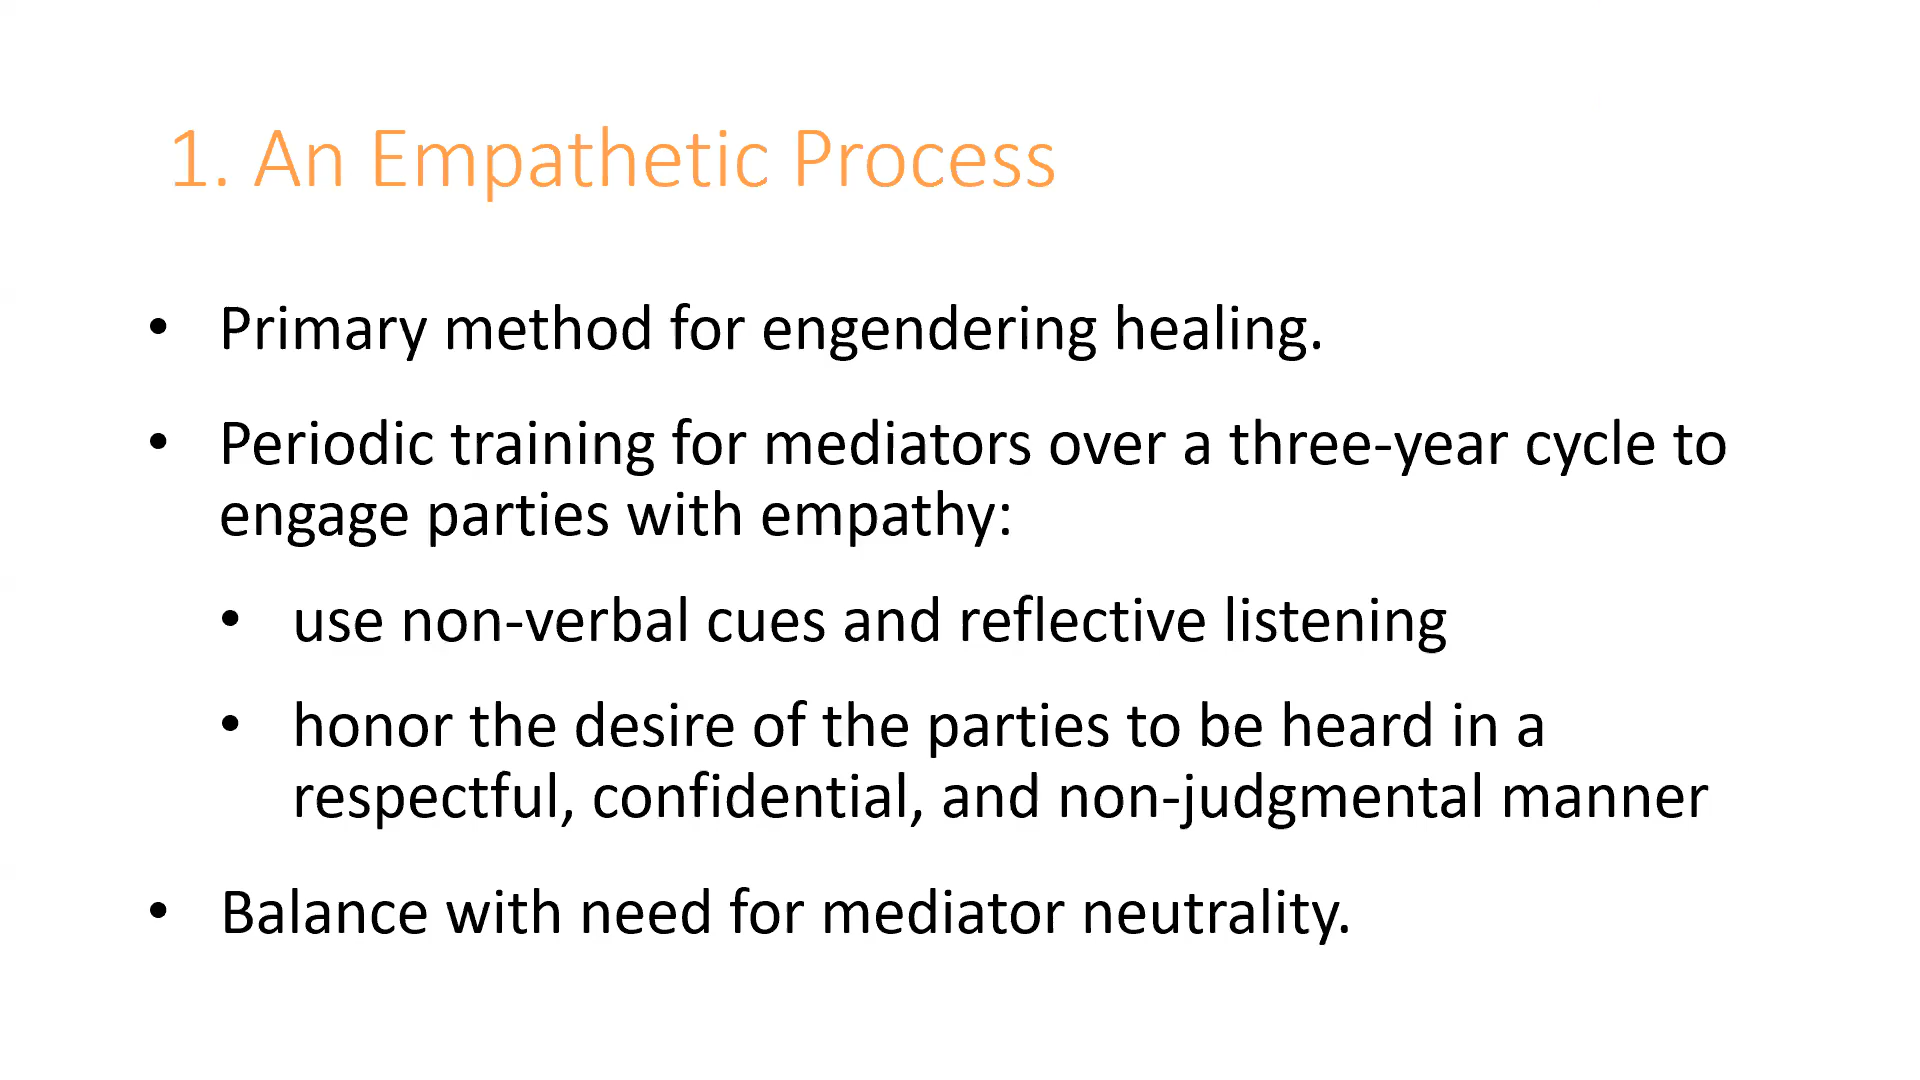 1. An Empathetic Process
• Primary method for engendering healing.
• Periodic training for mediators over a three-year cycle to
engage parties with empathy:
• use non-verbal cues and reflective listening
• honor the desire of the parties to be heard in a
respectful, confidential, and non-judgmental manner
• Balance with need for mediator neutrality.